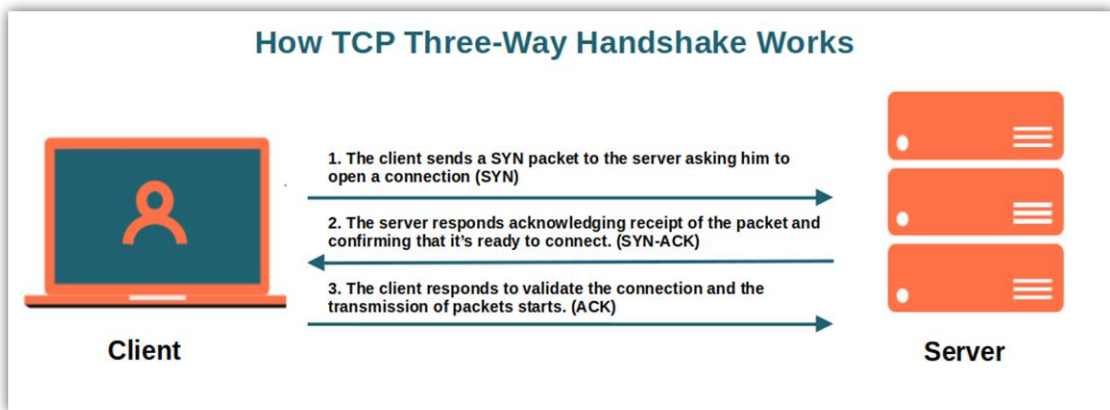 How TCP Three-Way Handshake Works
1. The client sends a SYN packet to the server asking him to
open a connection (SYN)
2. The server responds acknowledging receipt of the packet and
confirming that it’s ready to connect. (SYN-ACK)
3. The client responds to validate the connection and the
transmission of packets starts. (ACK)
Client
Server